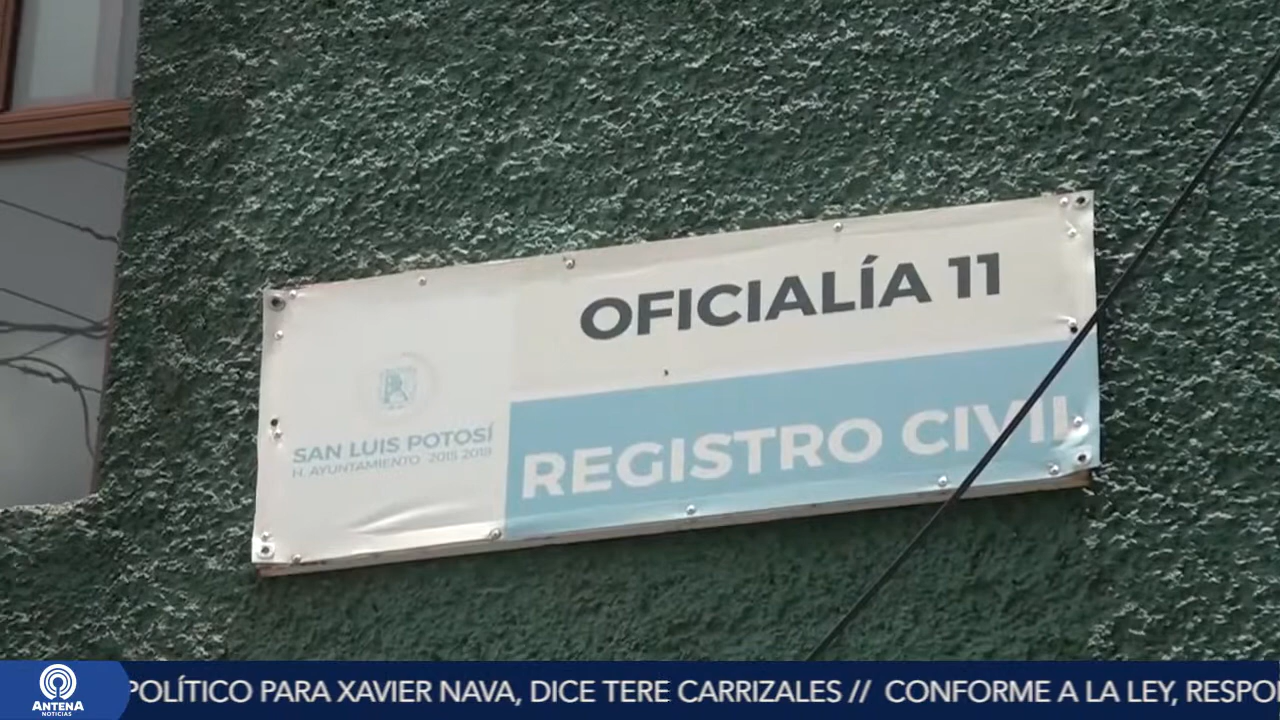 OFICIALÍA 11
REGISTRO CIVIL
SAN LUIS POTOSÍ
H. AYUNTAMIENTO 2015 2018
ANTENA
NOTICIAS
POLÍTICO PARA XAVIER NAVA, DICE TERE CARRIZALES // CONFORME A LA LEY, RESPO